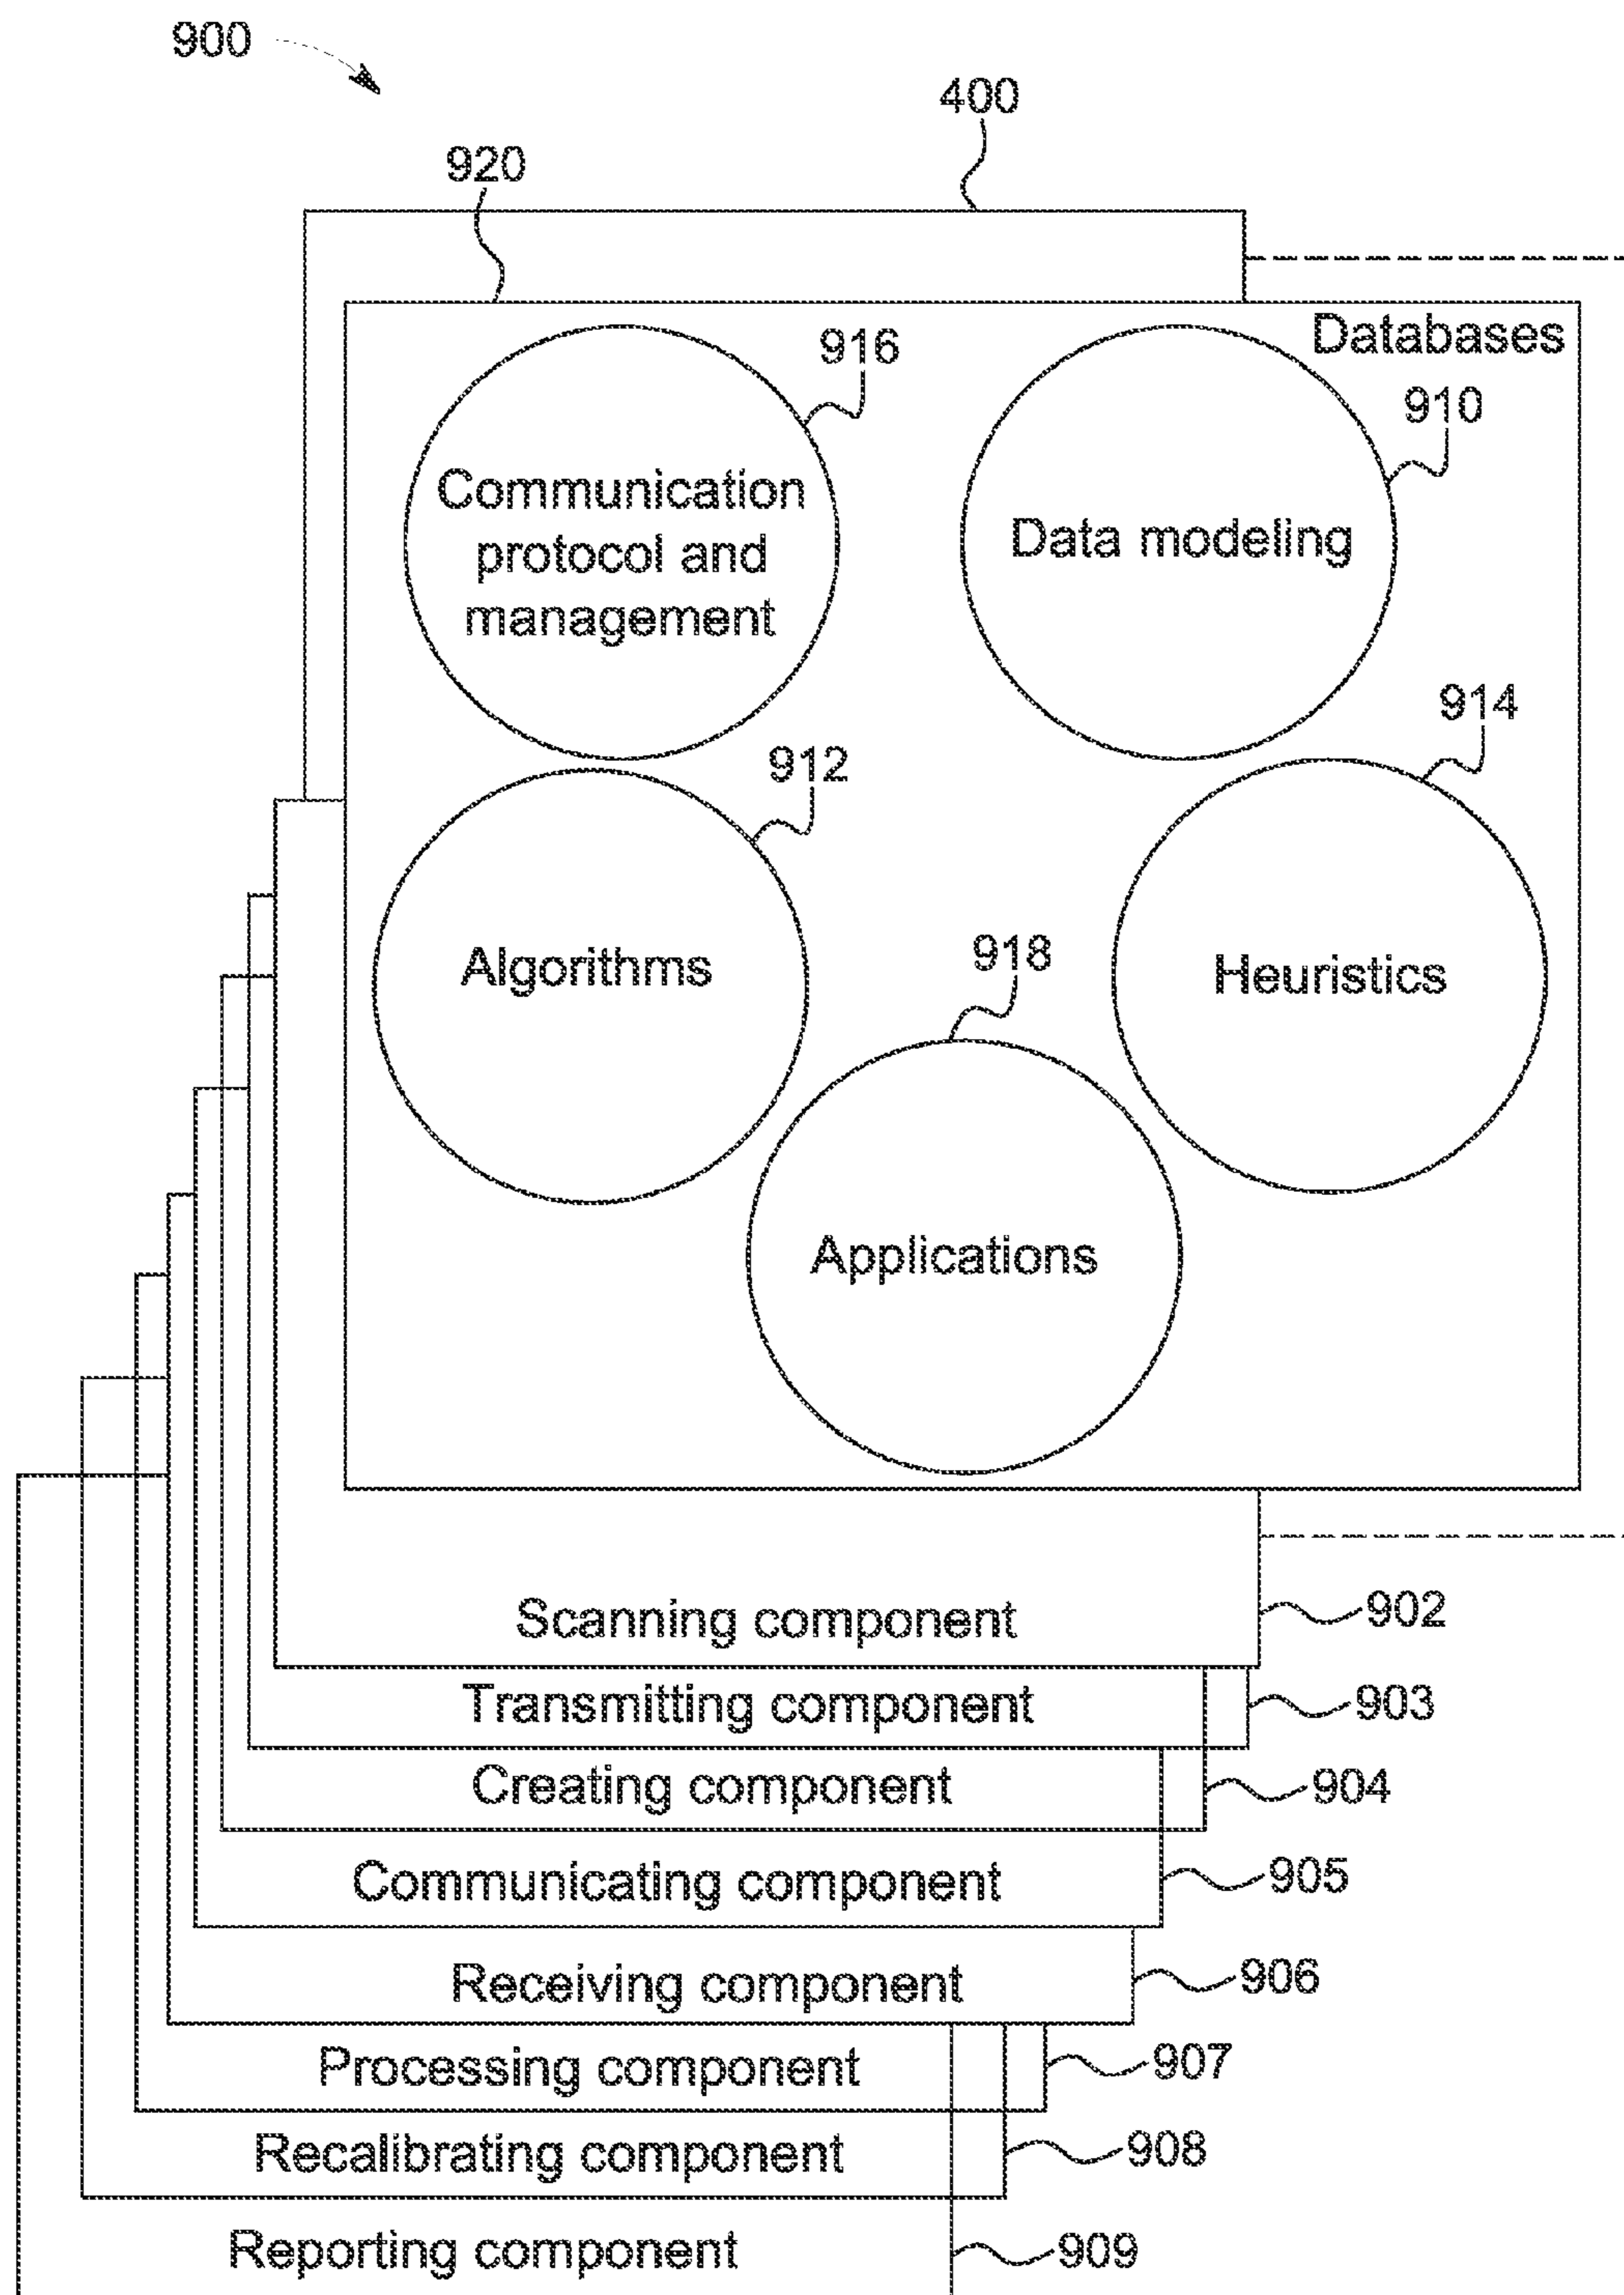 900
400
920
Databases
916
910
Communication
protocol and
management
Data modeling
914
912
Algorithms
918
Heuristics
Applications
Scanning component
902
Transmitting component
903
Creating component
904
Communicating component
905
Receiving component
906
Processing component
907
Recalibrating component
908
Reporting component
909